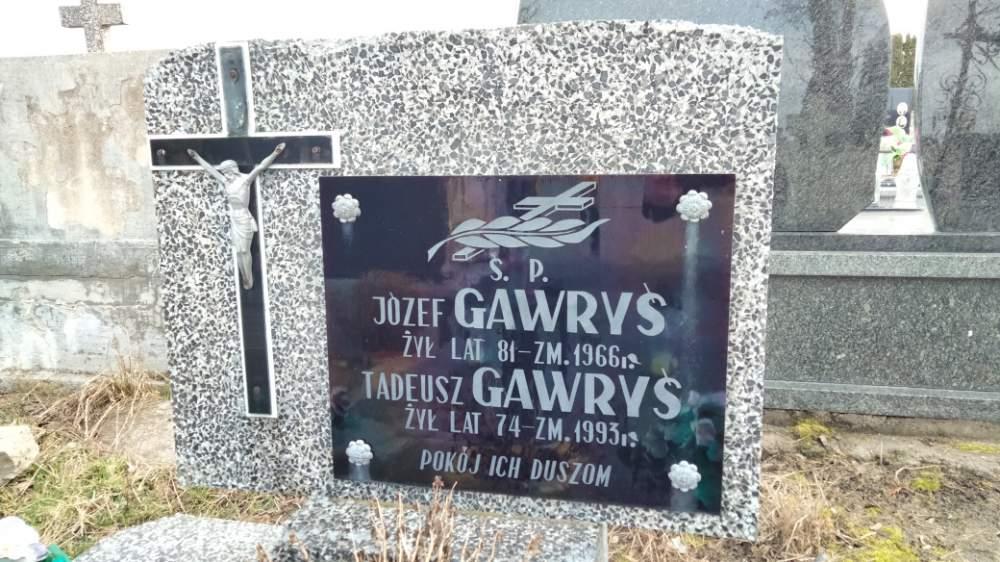 Ś. P.
JÓZEF GAWRYŚ
ŻYŁ LAT 81-ZM.1966r.
TADEUSZ GAWRYŚ
ŻYŁ LAT 74-ZM.1993r.
POKÓJ ICH DUSZOM